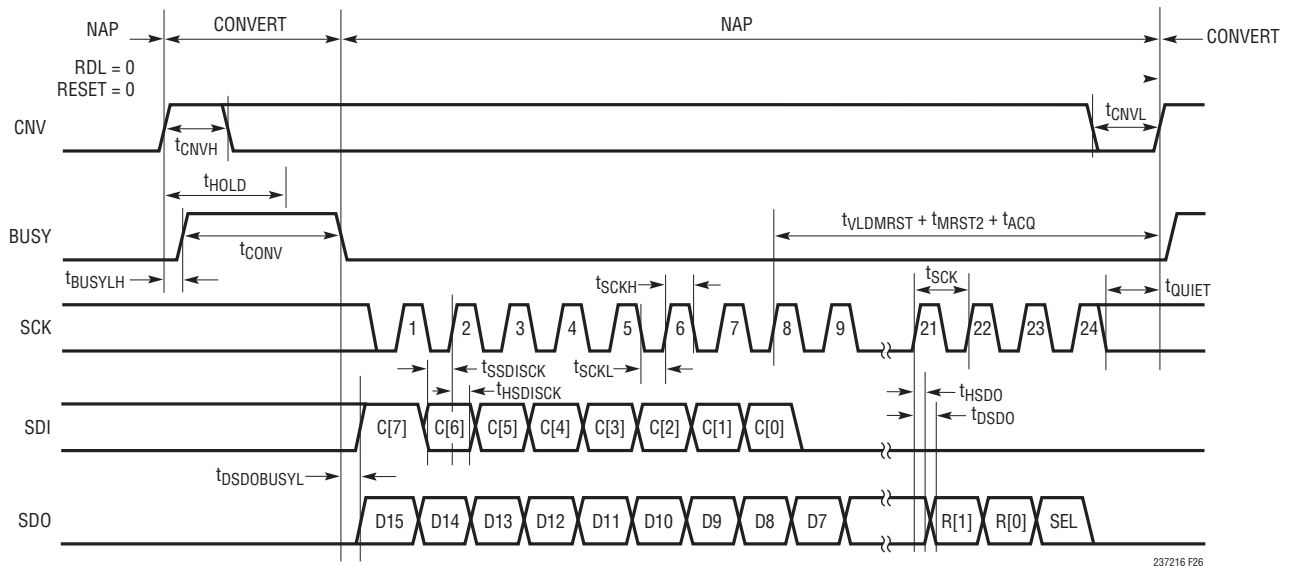 NAP CONVERT NAP CONVERT
RDL = 0
RESET = 0
CNV
tCNVH
tCNVL
tHOLD
BUSY
tCONV
tVLDMRST + tMRST2 + tACQ
tBUSYLH
tSCKH
tSCK
tQUIET
SCK
1 2 3 4 5 6 7 8 9 21 22 23 24
tSSDISCK
tSCKL
tHSDISCK
tHSDO
tDSDO
SDI
C[7] C[6] C[5] C[4] C[3] C[2] C[1] C[0]
tDSDOBUSYL
SDO
D15 D14 D13 D12 D11 D10 D9 D8 D7 R[1] R[0] SEL
237216 F26